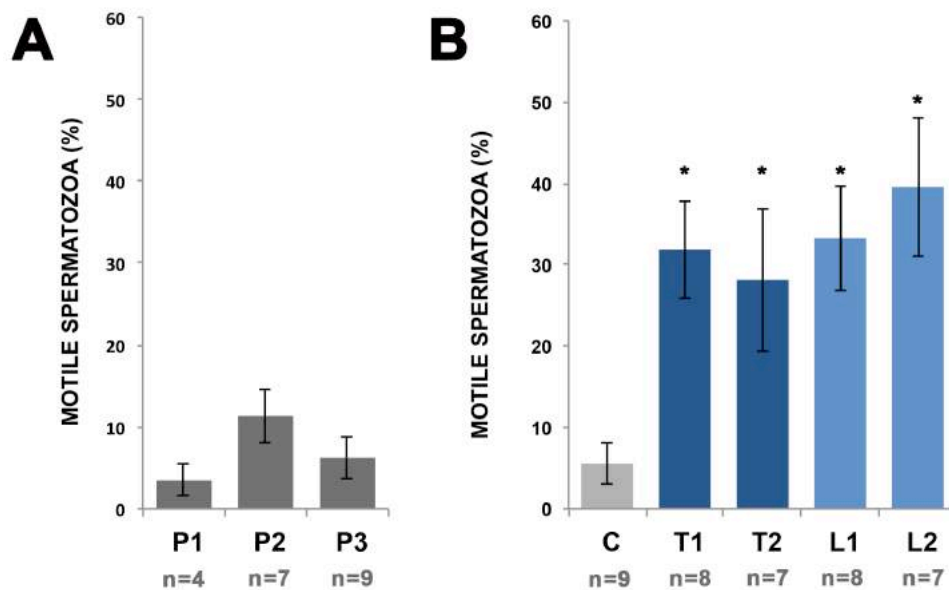 A
MOTILE SPERMATOZOA (%)
60
50
40
30
20
10
0
P1 P2 P3
n=4 n=7 n=9
B
MOTILE SPERMATOZOA (%)
60
50
40
30
20
10
0
* * * *
C T1 T2 L1 L2
n=9 n=8 n=7 n=8 n=7